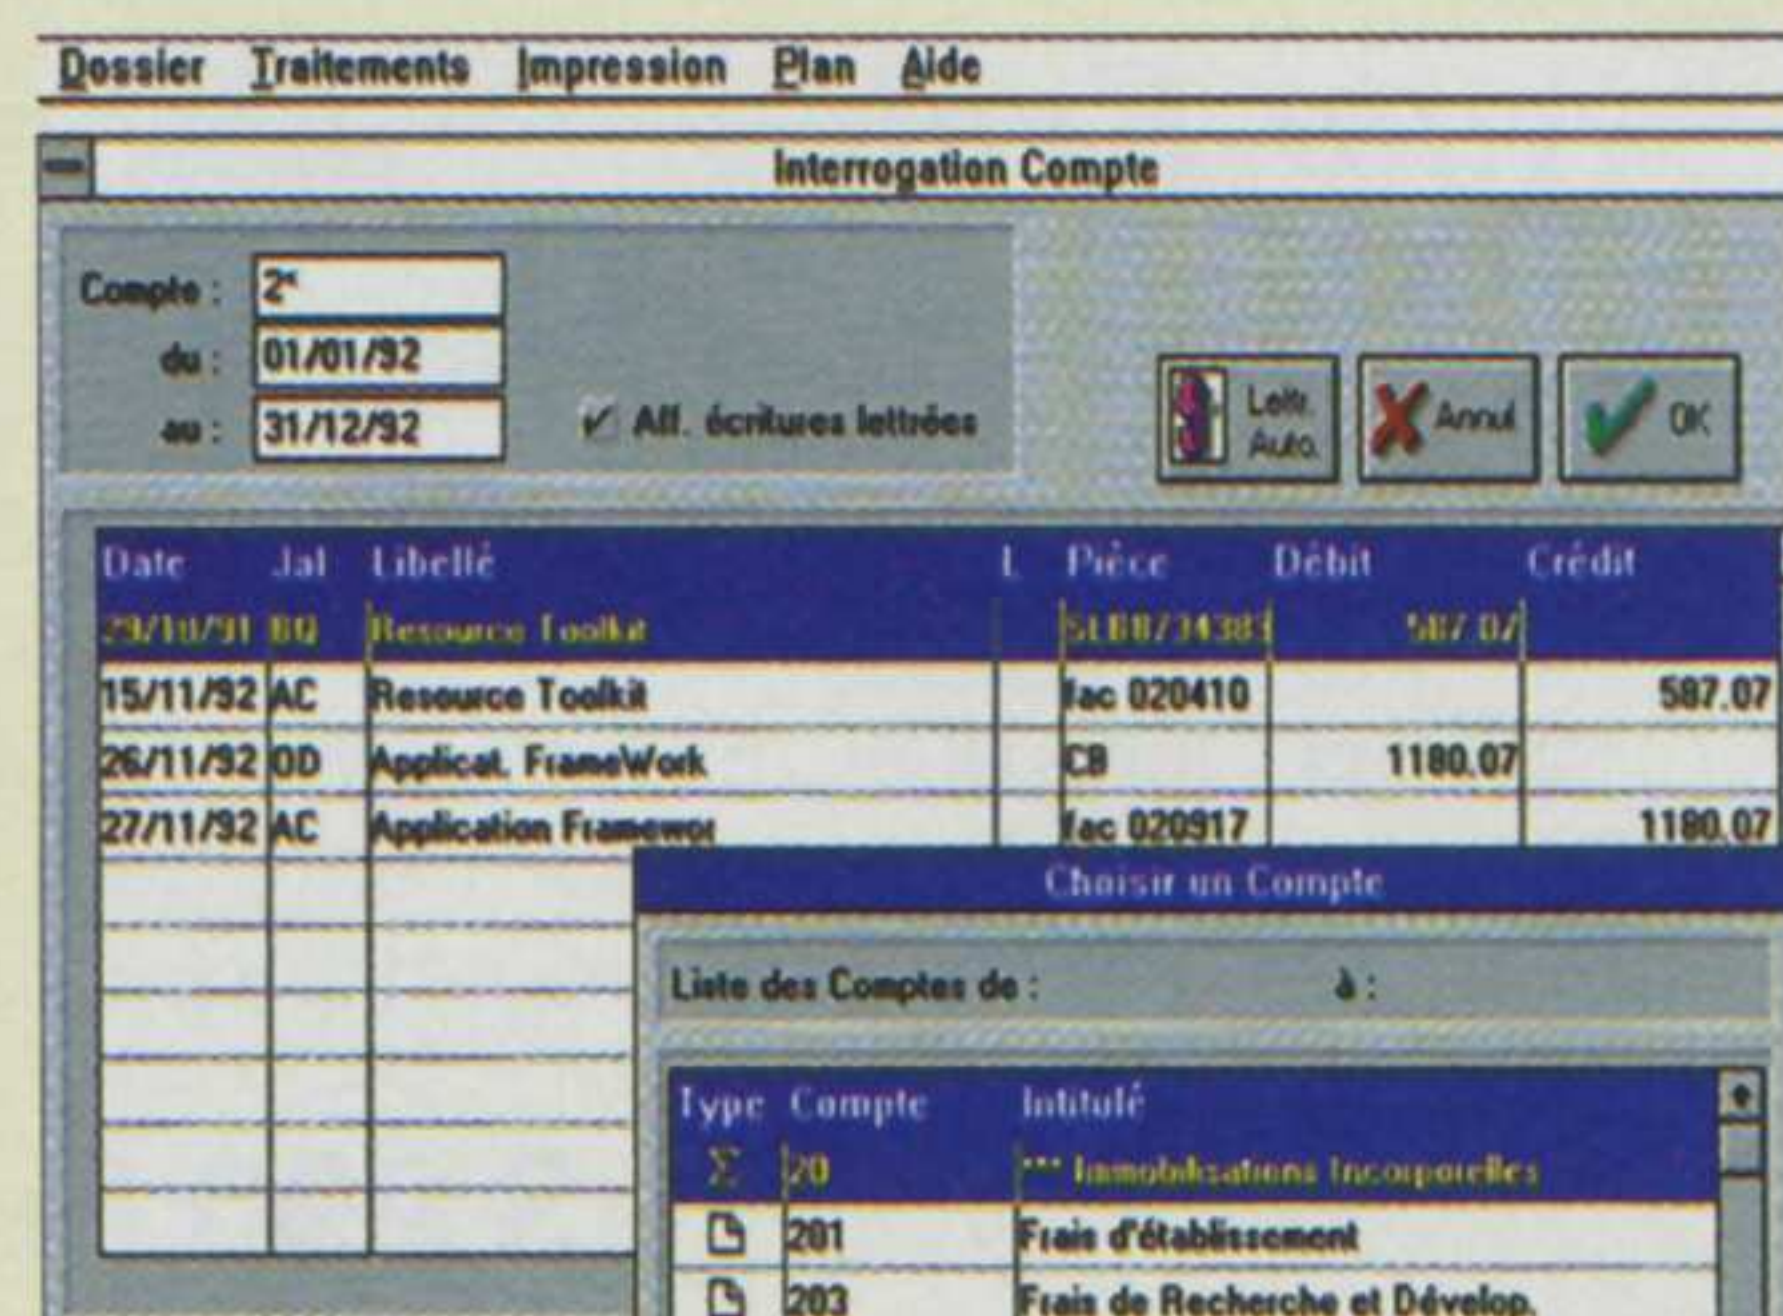 Dossier Traitements Impression Plan Aide
Interrogation Compte
Compte : 2*
du : 01/01/92
au : 31/12/92
Aff. écritures lettrées
Lettr. Auto.
Annul
OK
Date Jal Libellé L Pièce Débit Crédit
29/10/91 BQ Resource Toolkit 587.07
15/11/92 AC Resource Toolkit fac 020410 587.07
26/11/92 OD Applicat. FrameWork CB 1180.07
27/11/92 AC Application Framewor fac 020917 1180.07
Choisir un Compte
Liste des Comptes de : à :
Type Compte Intitulé
Σ 20 *** Immobilisations Incorporelles
201 Frais d'établissement
203 Frais de Recherche et Dévelop.